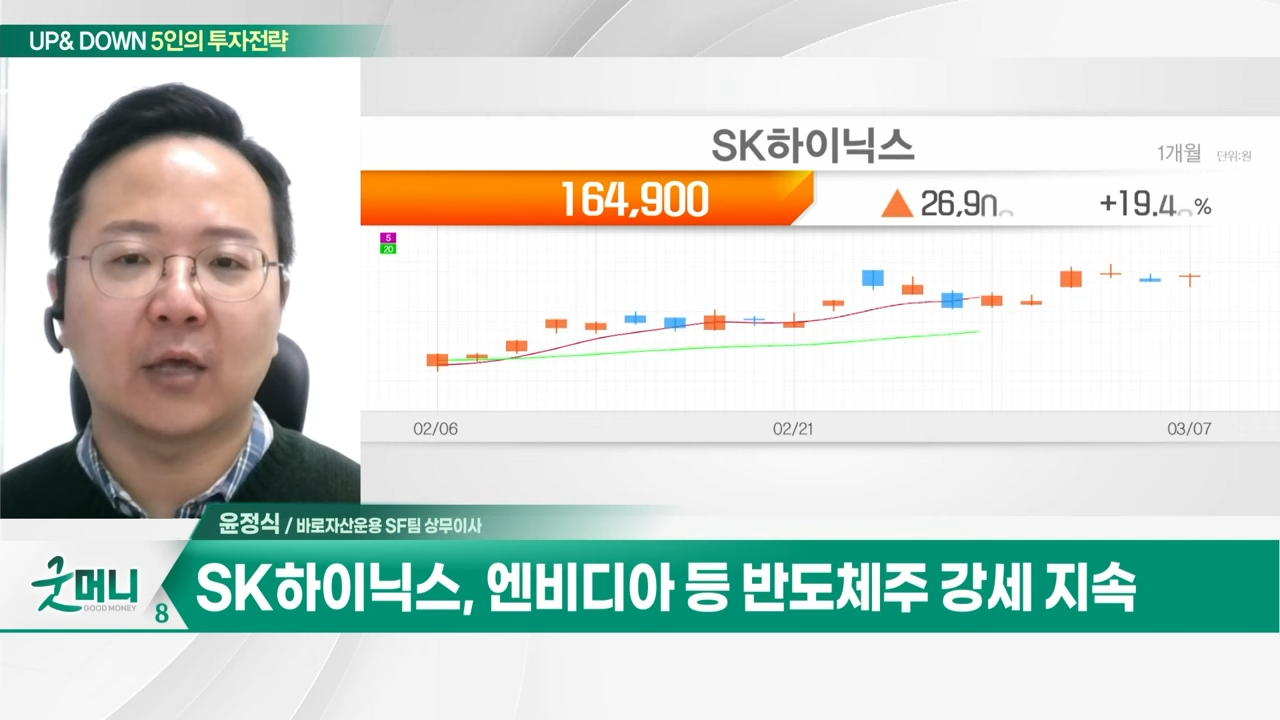 UP& DOWN 5인의 투자전략
SK하이닉스
1개월 단위:원
164,900 ▲ 26,90 +19.4 %
5
20
02/06 02/21 03/07
윤정식 / 바로자산운용 SF팀 상무이사
굿머니
GOOD MONEY
8
SK하이닉스, 엔비디아 등 반도체주 강세 지속